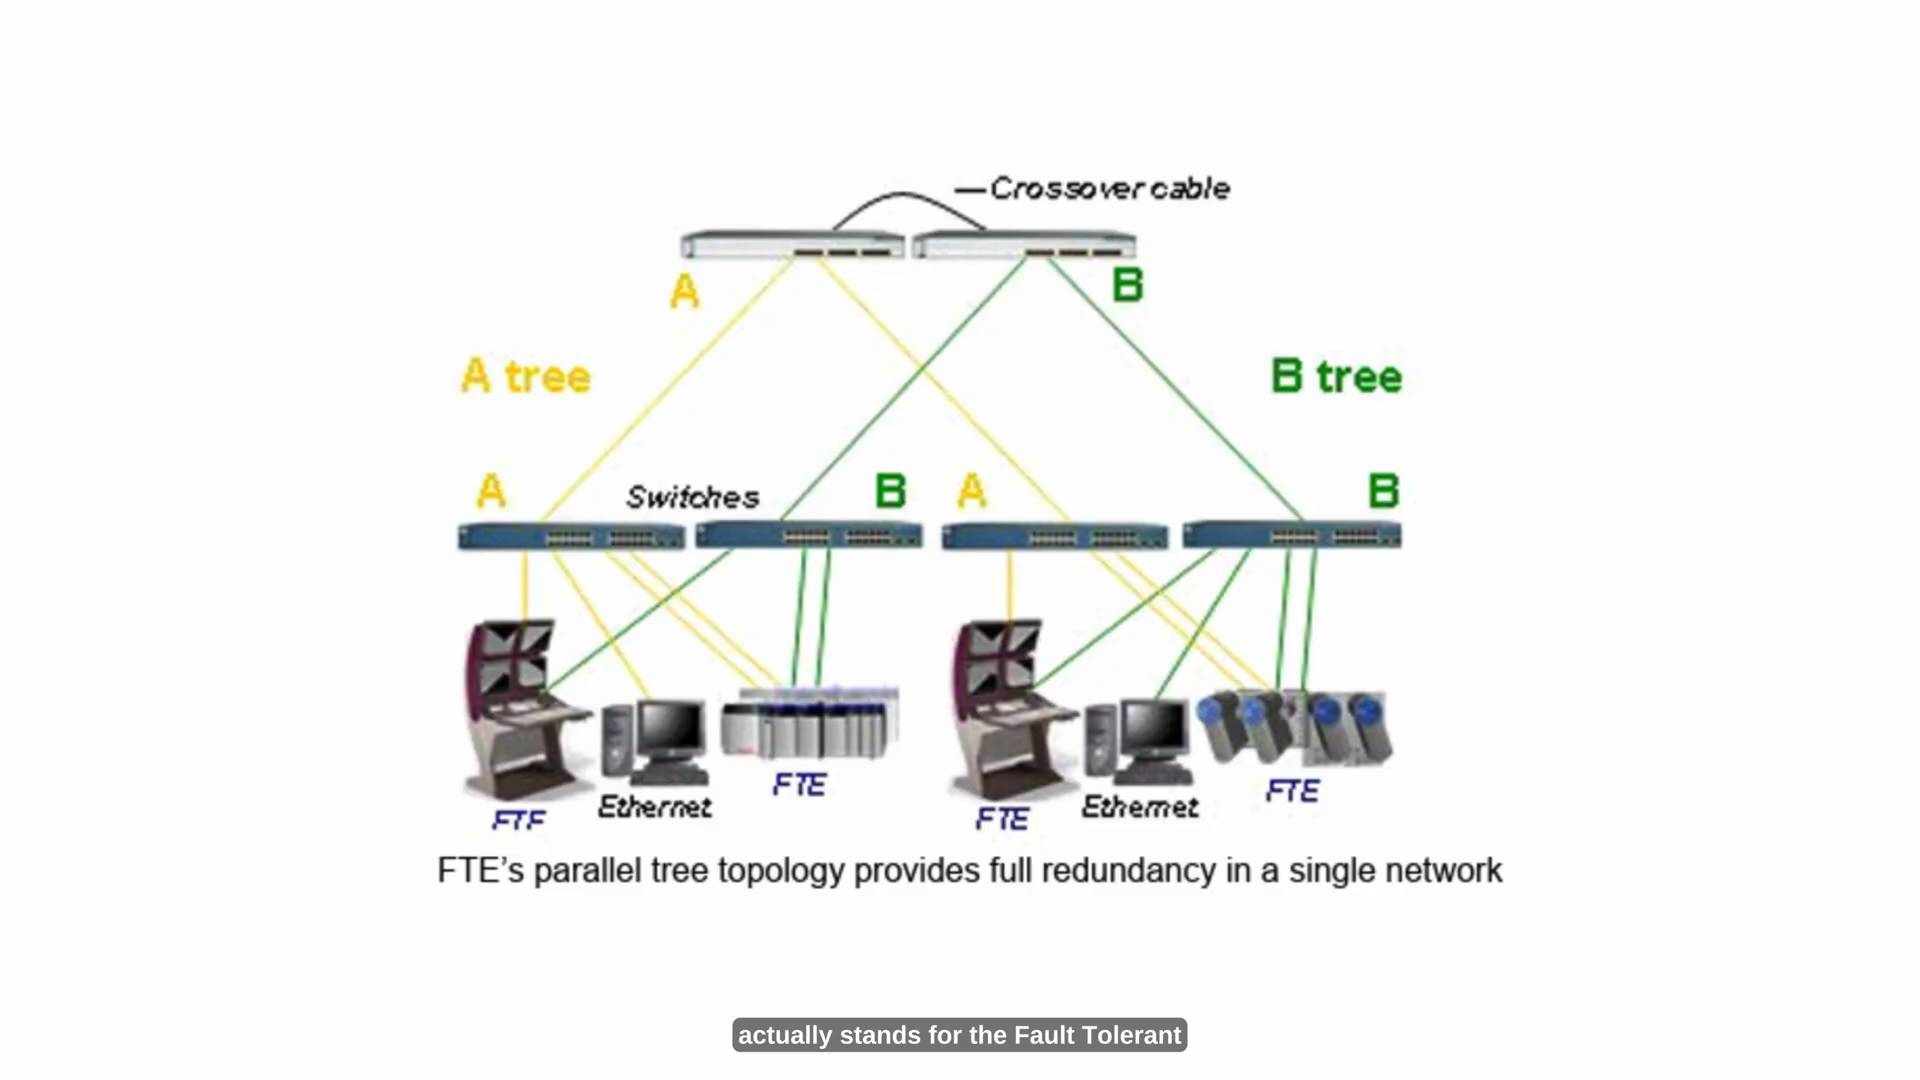 Crossover cable
A
B
A tree
B tree
A
Switches
B
A
B
FTE
FTE
Ethernet
Ethernet
FTE
FTE
FTE's parallel tree topology provides full redundancy in a single network
actually stands for the Fault Tolerant